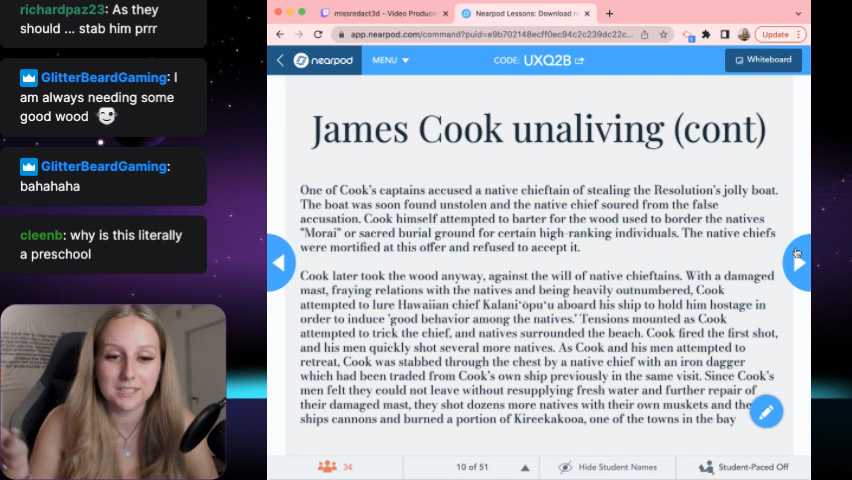 richardpaz23: As they
should ... stab him prrr
GlitterBeardGaming: I
am always needing some
good wood
GlitterBeardGaming:
bahahaha
cleenb: why is this literally
a preschool
missredact3d - Video Produce
Nearpod Lessons: Download n
app.nearpod.com/command?puid=e9b702148ecff0ec94c2c239dc22c...
Update
nearpod
MENU
CODE: UXQ2B
Whiteboard
James Cook unaliving (cont)
One of Cook's captains accused a native chieftain of stealing the Resolution's jolly boat.
The boat was soon found unstolen and the native chief soured from the false
accusation. Cook himself attempted to barter for the wood used to border the natives
"Morai" or sacred burial ground for certain high-ranking individuals. The native chiefs
were mortified at this offer and refused to accept it.
Cook later took the wood anyway, against the will of native chieftains. With a damaged
mast, fraying relations with the natives and being heavily outnumbered, Cook
attempted to lure Hawaiian chief Kalaniʻōpuʻu aboard his ship to hold him hostage in
order to induce 'good behavior among the natives.' Tensions mounted as Cook
attempted to trick the chief, and natives surrounded the beach. Cook fired the first shot,
and his men quickly shot several more natives. As Cook and his men attempted to
retreat, Cook was stabbed through the chest by a native chief with an iron dagger
which had been traded from Cook's own ship previously in the same visit. Since Cook's
men felt they could not leave without resupplying fresh water and further repair of
their damaged mast, they shot dozens more natives with their own muskets and the
ships cannons and burned a portion of Kireekakooa, one of the towns in the bay
34
10 of 51
Hide Student Names
Student-Paced Off